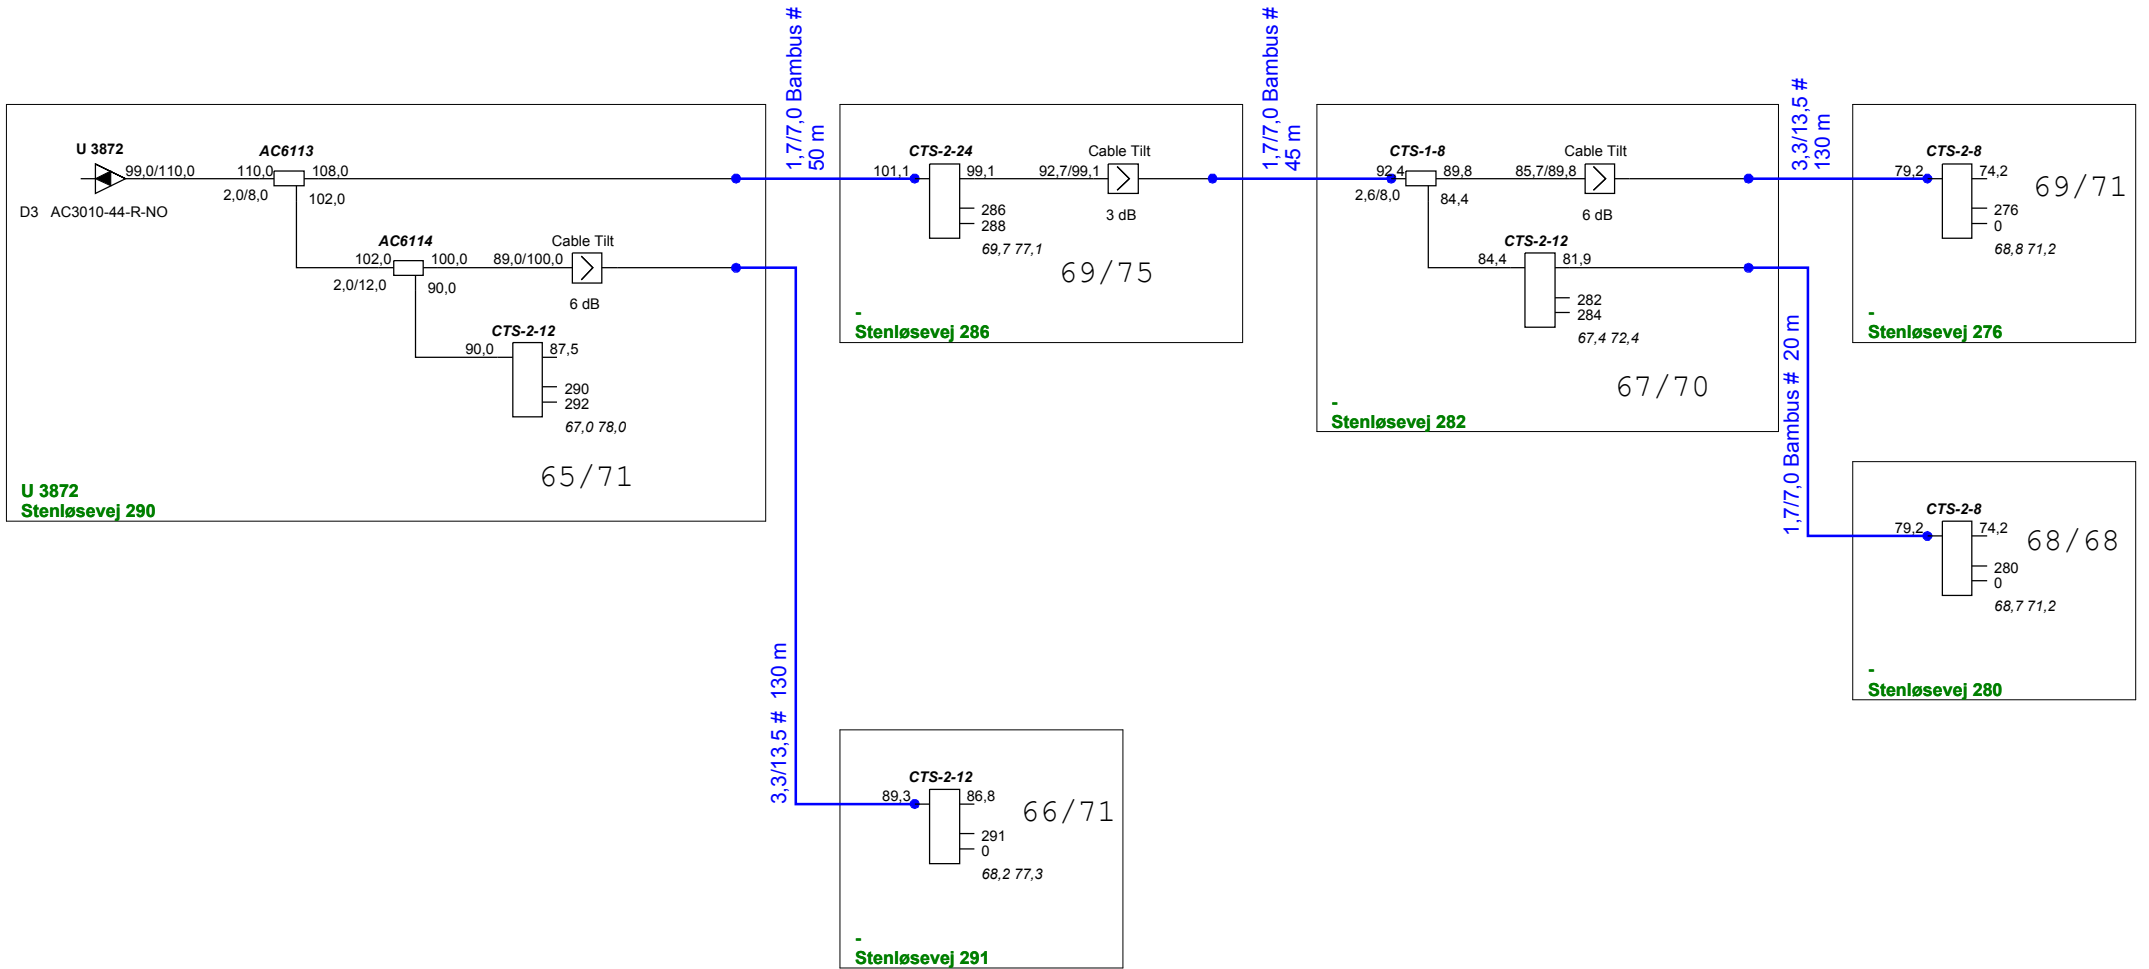 1,7/7,0 Bambus #
50 m
1,7/7,0 Bambus #
45 m
3,3/13,5 #
130 m
U 3872
99,0/110,0
D3 AC3010-44-R-NO
AC6113
110,0
108,0
2,0/8,0
102,0
AC6114
102,0
100,0
2,0/12,0
90,0
89,0/100,0
Cable Tilt
6 dB
CTS-2-12
90,0
87,5
290
292
67,0 78,0
65/71
U 3872
Stenløsevej 290
CTS-2-24
101,1
99,1
286
288
69,7 77,1
92,7/99,1
Cable Tilt
3 dB
69/75
-
Stenløsevej 286
CTS-1-8
92,4
89,8
2,6/8,0
84,4
85,7/89,8
Cable Tilt
6 dB
CTS-2-12
84,4
81,9
282
284
67,4 72,4
67/70
-
Stenløsevej 282
CTS-2-8
79,2
74,2
69/71
276
0
68,8 71,2
-
Stenløsevej 276
1,7/7,0 Bambus # 20 m
CTS-2-8
79,2
74,2
68/68
280
0
68,7 71,2
-
Stenløsevej 280
3,3/13,5 # 130 m
CTS-2-12
89,3
86,8
66/71
291
0
68,2 77,3
-
Stenløsevej 291